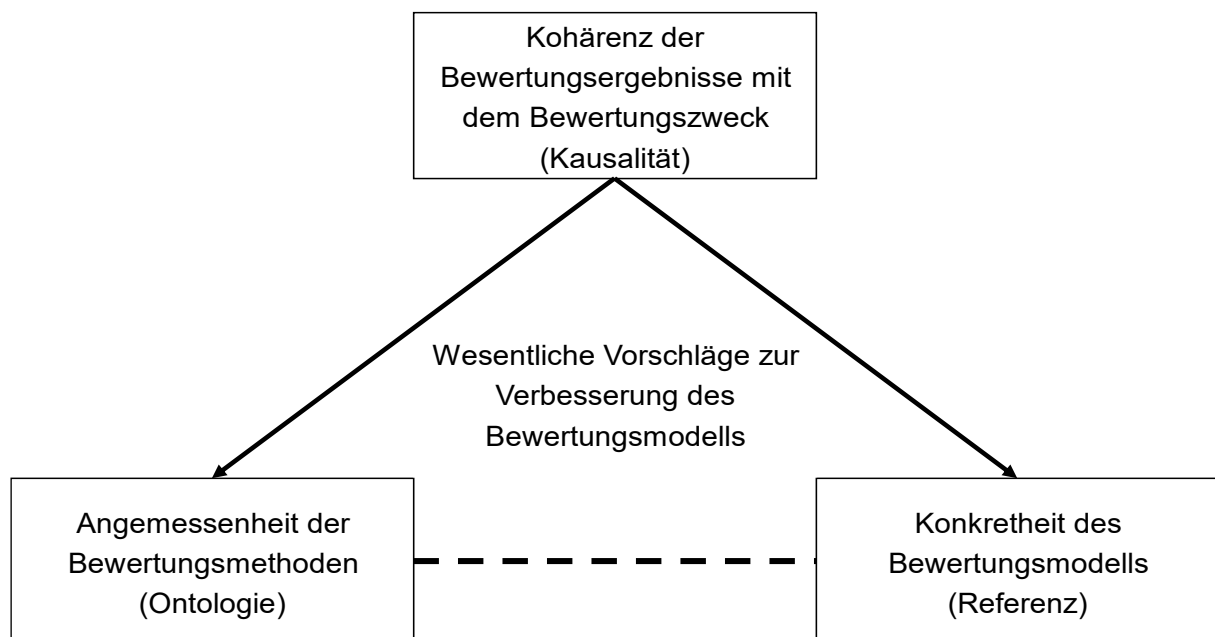 Kohärenz der
Bewertungsergebnisse mit
dem Bewertungszweck
(Kausalität)
Wesentliche Vorschläge zur
Verbesserung des
Bewertungsmodells
Angemessenheit der
Bewertungsmethoden
(Ontologie)
Konkretheit des
Bewertungsmodells
(Referenz)